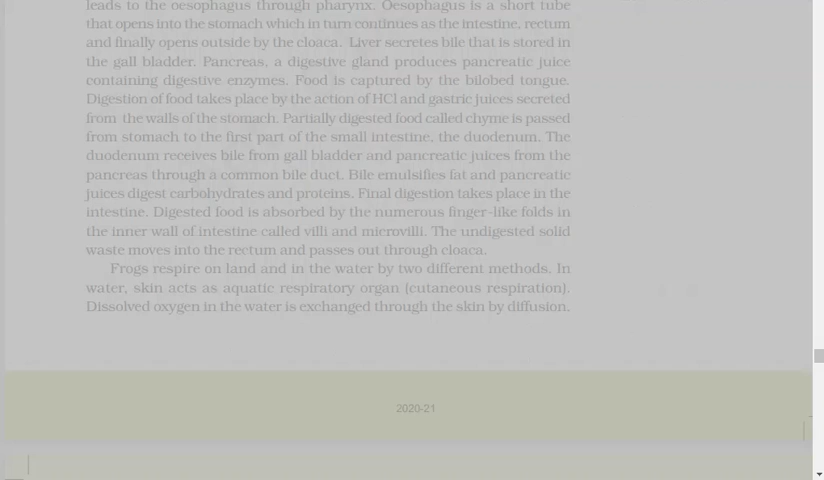 leads to the oesophagus through pharynx. Oesophagus is a short tube
that opens into the stomach which in turn continues as the intestine, rectum
and finally opens outside by the cloaca. Liver secretes bile that is stored in
the gall bladder. Pancreas, a digestive gland produces pancreatic juice
containing digestive enzymes. Food is captured by the bilobed tongue.
Digestion of food takes place by the action of HCl and gastric juices secreted
from the walls of the stomach. Partially digested food called chyme is passed
from stomach to the first part of the small intestine, the duodenum. The
duodenum receives bile from gall bladder and pancreatic juices from the
pancreas through a common bile duct. Bile emulsifies fat and pancreatic
juices digest carbohydrates and proteins. Final digestion takes place in the
intestine. Digested food is absorbed by the numerous finger-like folds in
the inner wall of intestine called villi and microvilli. The undigested solid
waste moves into the rectum and passes out through cloaca.
Frogs respire on land and in the water by two different methods. In
water, skin acts as aquatic respiratory organ (cutaneous respiration).
Dissolved oxygen in the water is exchanged through the skin by diffusion.
2020-21